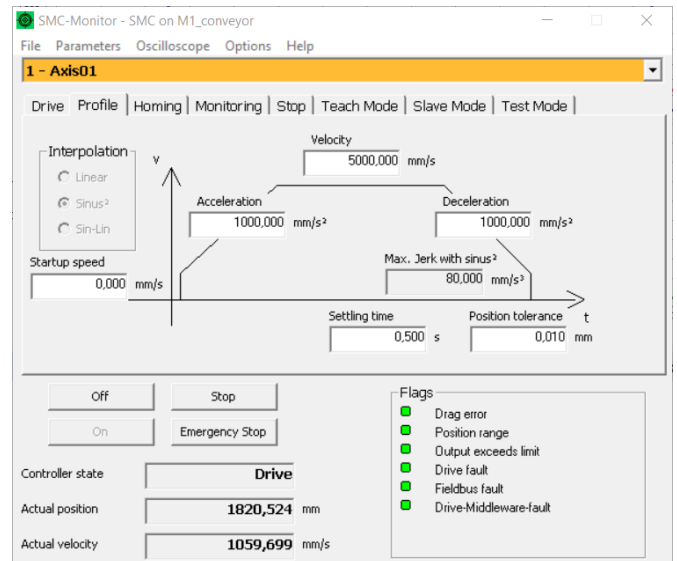 SMC-Monitor - SMC on M1_conveyor
File Parameters Oscilloscope Options Help
1 - Axis01
Drive Profile Homing Monitoring Stop Teach Mode Slave Mode Test Mode
Interpolation
Linear
Sinus²
Sin-Lin
v
Velocity
5000,000 mm/s
Acceleration
1000,000 mm/s²
Deceleration
1000,000 mm/s²
Startup speed
0,000 mm/s
Max. Jerk with sinus²
80,000 mm/s³
t
Settling time
0,500 s
Position tolerance
0,010 mm
Off Stop
On Emergency Stop
Controller state Drive
Actual position 1820,524 mm
Actual velocity 1059,699 mm/s
Flags
Drag error
Position range
Output exceeds limit
Drive fault
Fieldbus fault
Drive-Middleware-fault